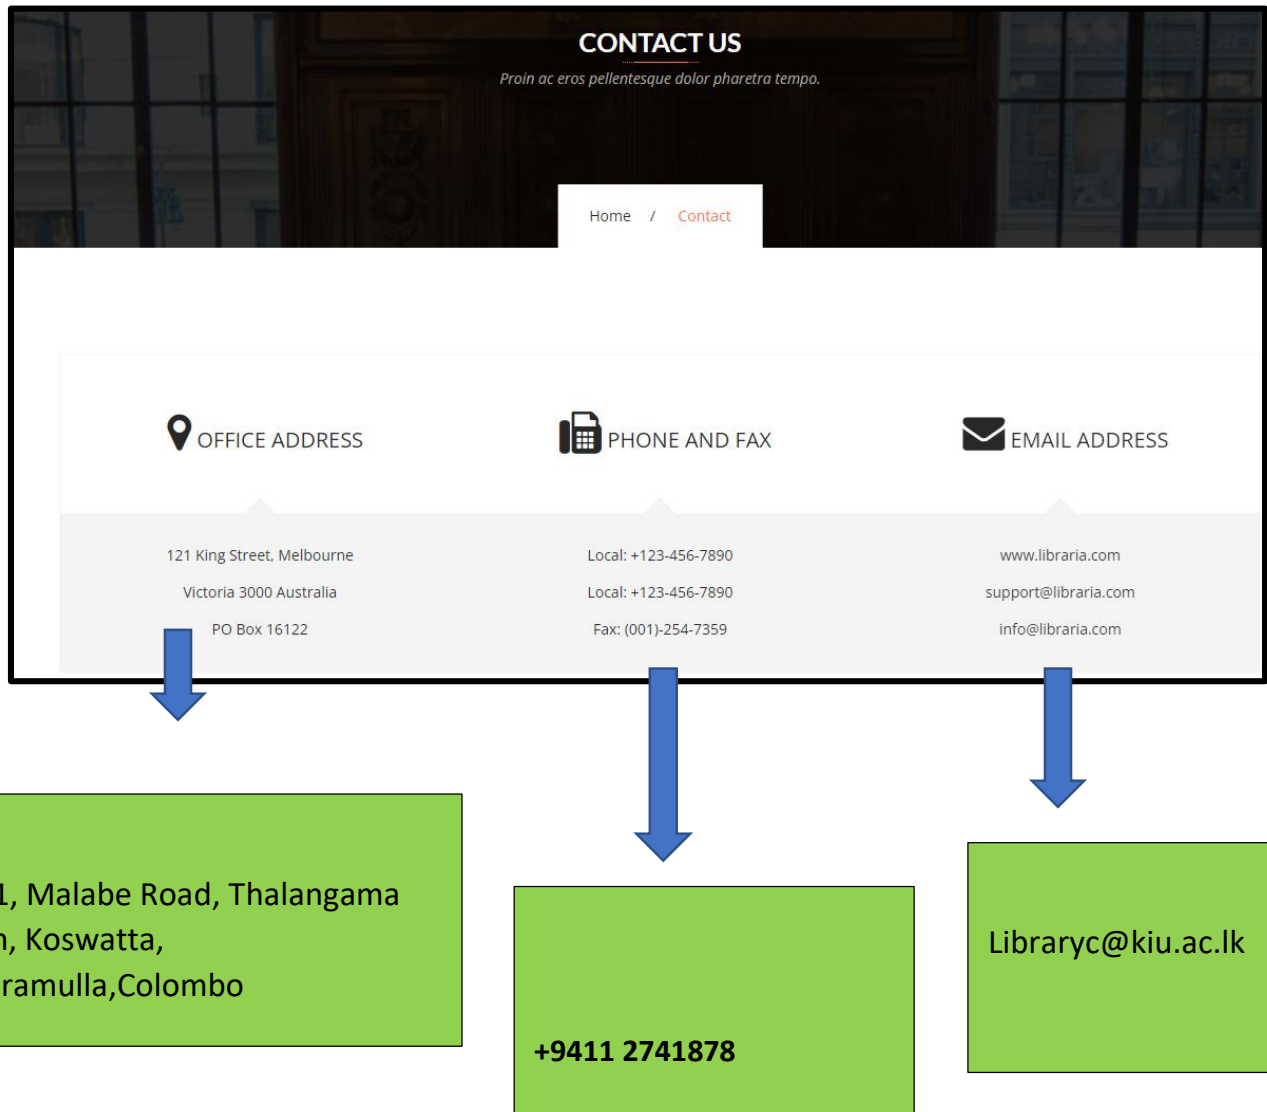 CONTACT US
Proin ac eros pellentesque dolor pharetra tempo.
Home / Contact
OFFICE ADDRESS
121 King Street, Melbourne
Victoria 3000 Australia
PO Box 16122
PHONE AND FAX
Local: +123-456-7890
Local: +123-456-7890
Fax: (001)-254-7359
EMAIL ADDRESS
www.libraria.com
support@libraria.com
info@libraria.com
1, Malabe Road, Thalangama
, Koswatta,
,Colombo
+9411 2741878
Libraryc@kiu.ac.lk